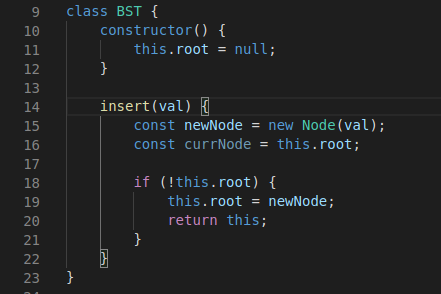 9 class BST {
10 constructor() {
11 this.root = null;
12 }
13
14 insert(val) {
15 const newNode = new Node(val);
16 const currNode = this.root;
17
18 if (!this.root) {
19 this.root = newNode;
20 return this;
21 }
22 }
23 }